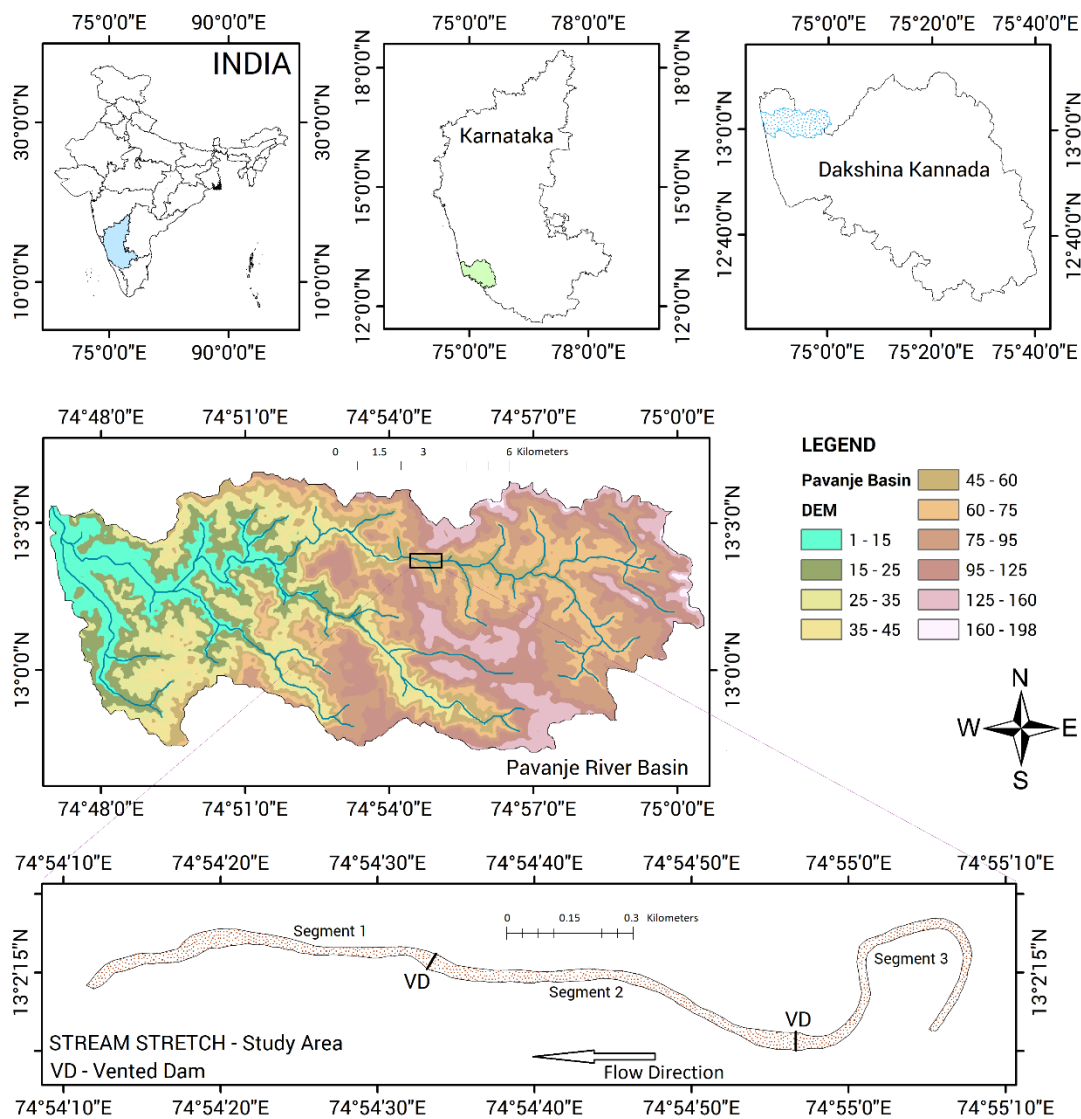 75°0'0"E 90°0'0"E
INDIA
30°0'0"N 30°0'0"N
10°0'0"N 10°0'0"N
75°0'0"E 90°0'0"E
75°0'0"E 78°0'0"E
Karnataka
18°0'0"N
15°0'0"N
12°0'0"N
75°0'0"E 78°0'0"E
75°0'0"E 75°20'0"E 75°40'0"E
13°0'0"N 13°0'0"N
Dakshina Kannada
12°40'0"N 12°40'0"N
75°0'0"E 75°20'0"E 75°40'0"E
74°48'0"E 74°51'0"E 74°54'0"E 74°57'0"E 75°0'0"E
0 1.5 3 6 Kilometers
13°3'0"N 13°3'0"N
13°0'0"N 13°0'0"N
Pavanje River Basin
74°48'0"E 74°51'0"E 74°54'0"E 74°57'0"E 75°0'0"E
LEGEND
Pavanje Basin
DEM
1 - 15
15 - 25
25 - 35
35 - 45
45 - 60
60 - 75
75 - 95
95 - 125
125 - 160
160 - 198
N
W E
S
74°54'10"E 74°54'20"E 74°54'30"E 74°54'40"E 74°54'50"E 74°55'0"E 74°55'10"E
0 0.15 0.3 Kilometers
13°2'15"N 13°2'15"N
Segment 1
VD
Segment 2
VD
Segment 3
STREAM STRETCH - Study Area
VD - Vented Dam
Flow Direction
74°54'10"E 74°54'20"E 74°54'30"E 74°54'40"E 74°54'50"E 74°55'0"E 74°55'10"E